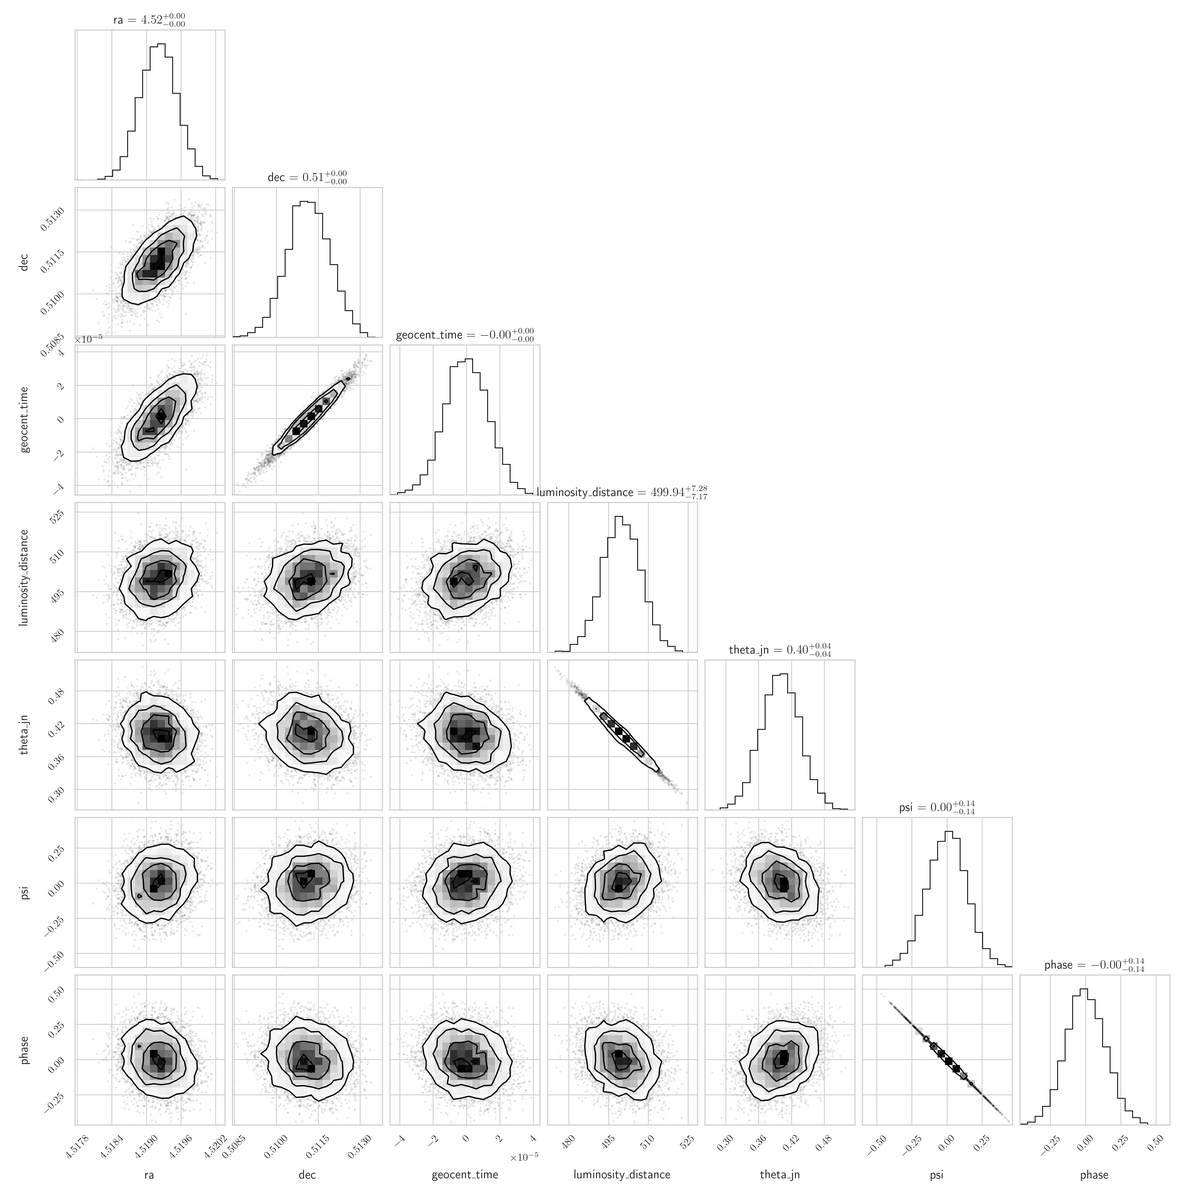 ra = 4.52+0.00−0.00
dec = 0.51+0.00−0.00
0.5130
0.5115
0.5100
0.5085
dec
×10−5
geocent_time = −0.00+0.00−0.00
4
2
0
−2
−4
geocent_time
luminosity_distance = 499.94+7.28−7.17
525
510
495
480
luminosity_distance
theta_jn = 0.40+0.04−0.04
0.48
0.42
0.36
0.30
theta_jn
psi = 0.00+0.14−0.14
0.25
0.00
−0.25
−0.50
psi
phase = −0.00+0.14−0.14
0.50
0.25
0.00
−0.25
phase
4.5178 4.5184 4.5190 4.5196 4.5202 0.5085 0.5100 0.5115 0.5130 −4 −2 0 2 4 480 495 510 525 0.30 0.36 0.42 0.48 −0.50 −0.25 0.00 0.25 −0.25 0.00 0.25 0.50
×10−5
ra dec geocent_time luminosity_distance theta_jn psi phase